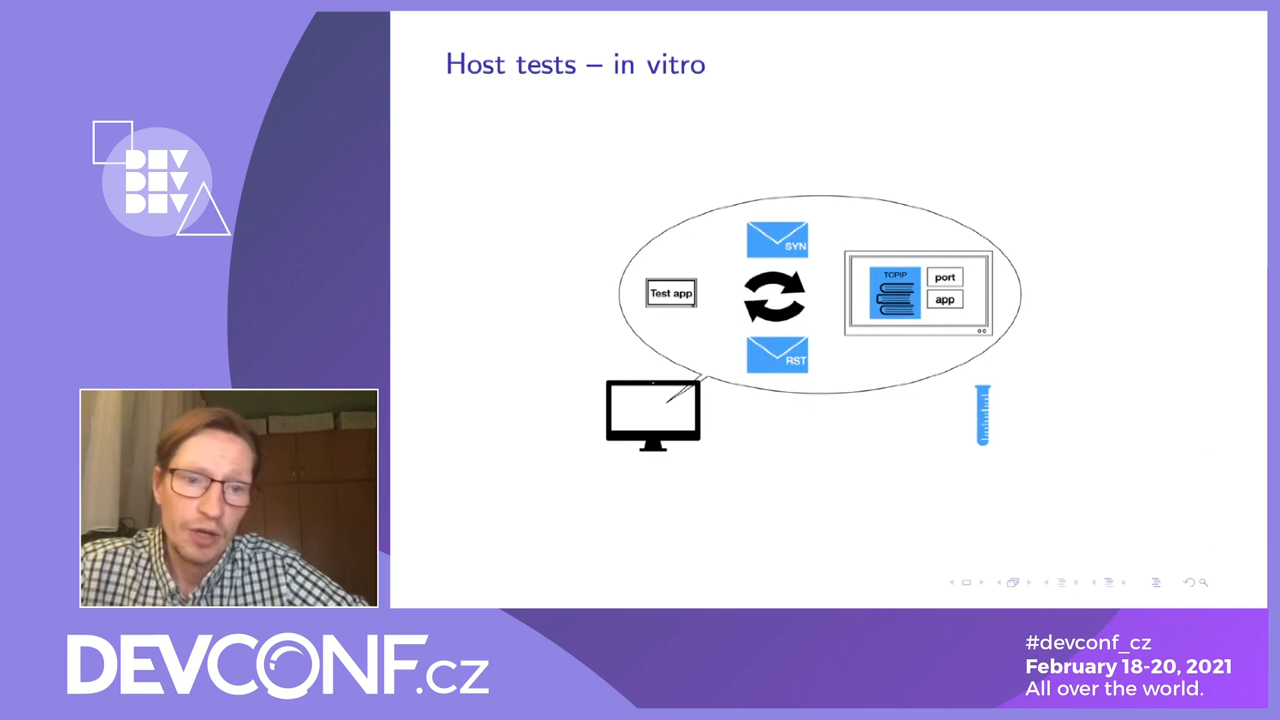 Host tests – in vitro
DEV
DEV
DEV
SYN
Test app
TCPIP
port
app
RST
DEVCONF.cz
#devconf_cz
February 18-20, 2021
All over the world.